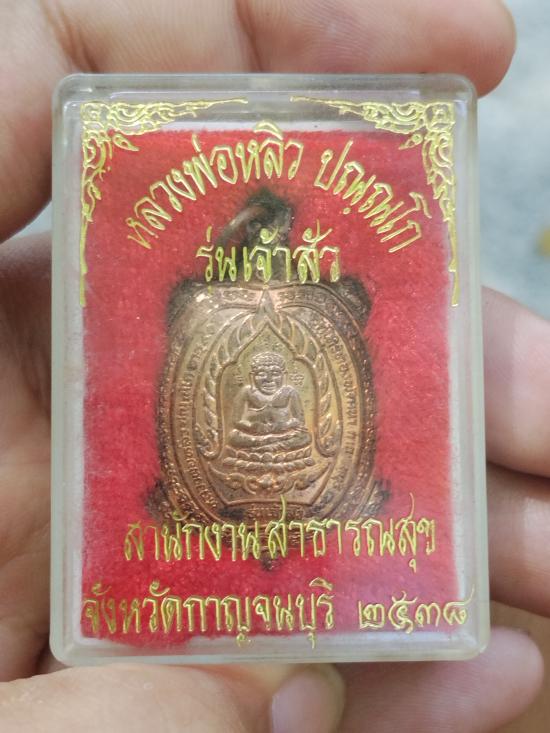 หลวงพ่อหลิว ปณฺณโก
รุ่นเจ้าสัว
สำนักงานสาธารณสุข
จังหวัดกาญจนบุรี ๒๕๓๘